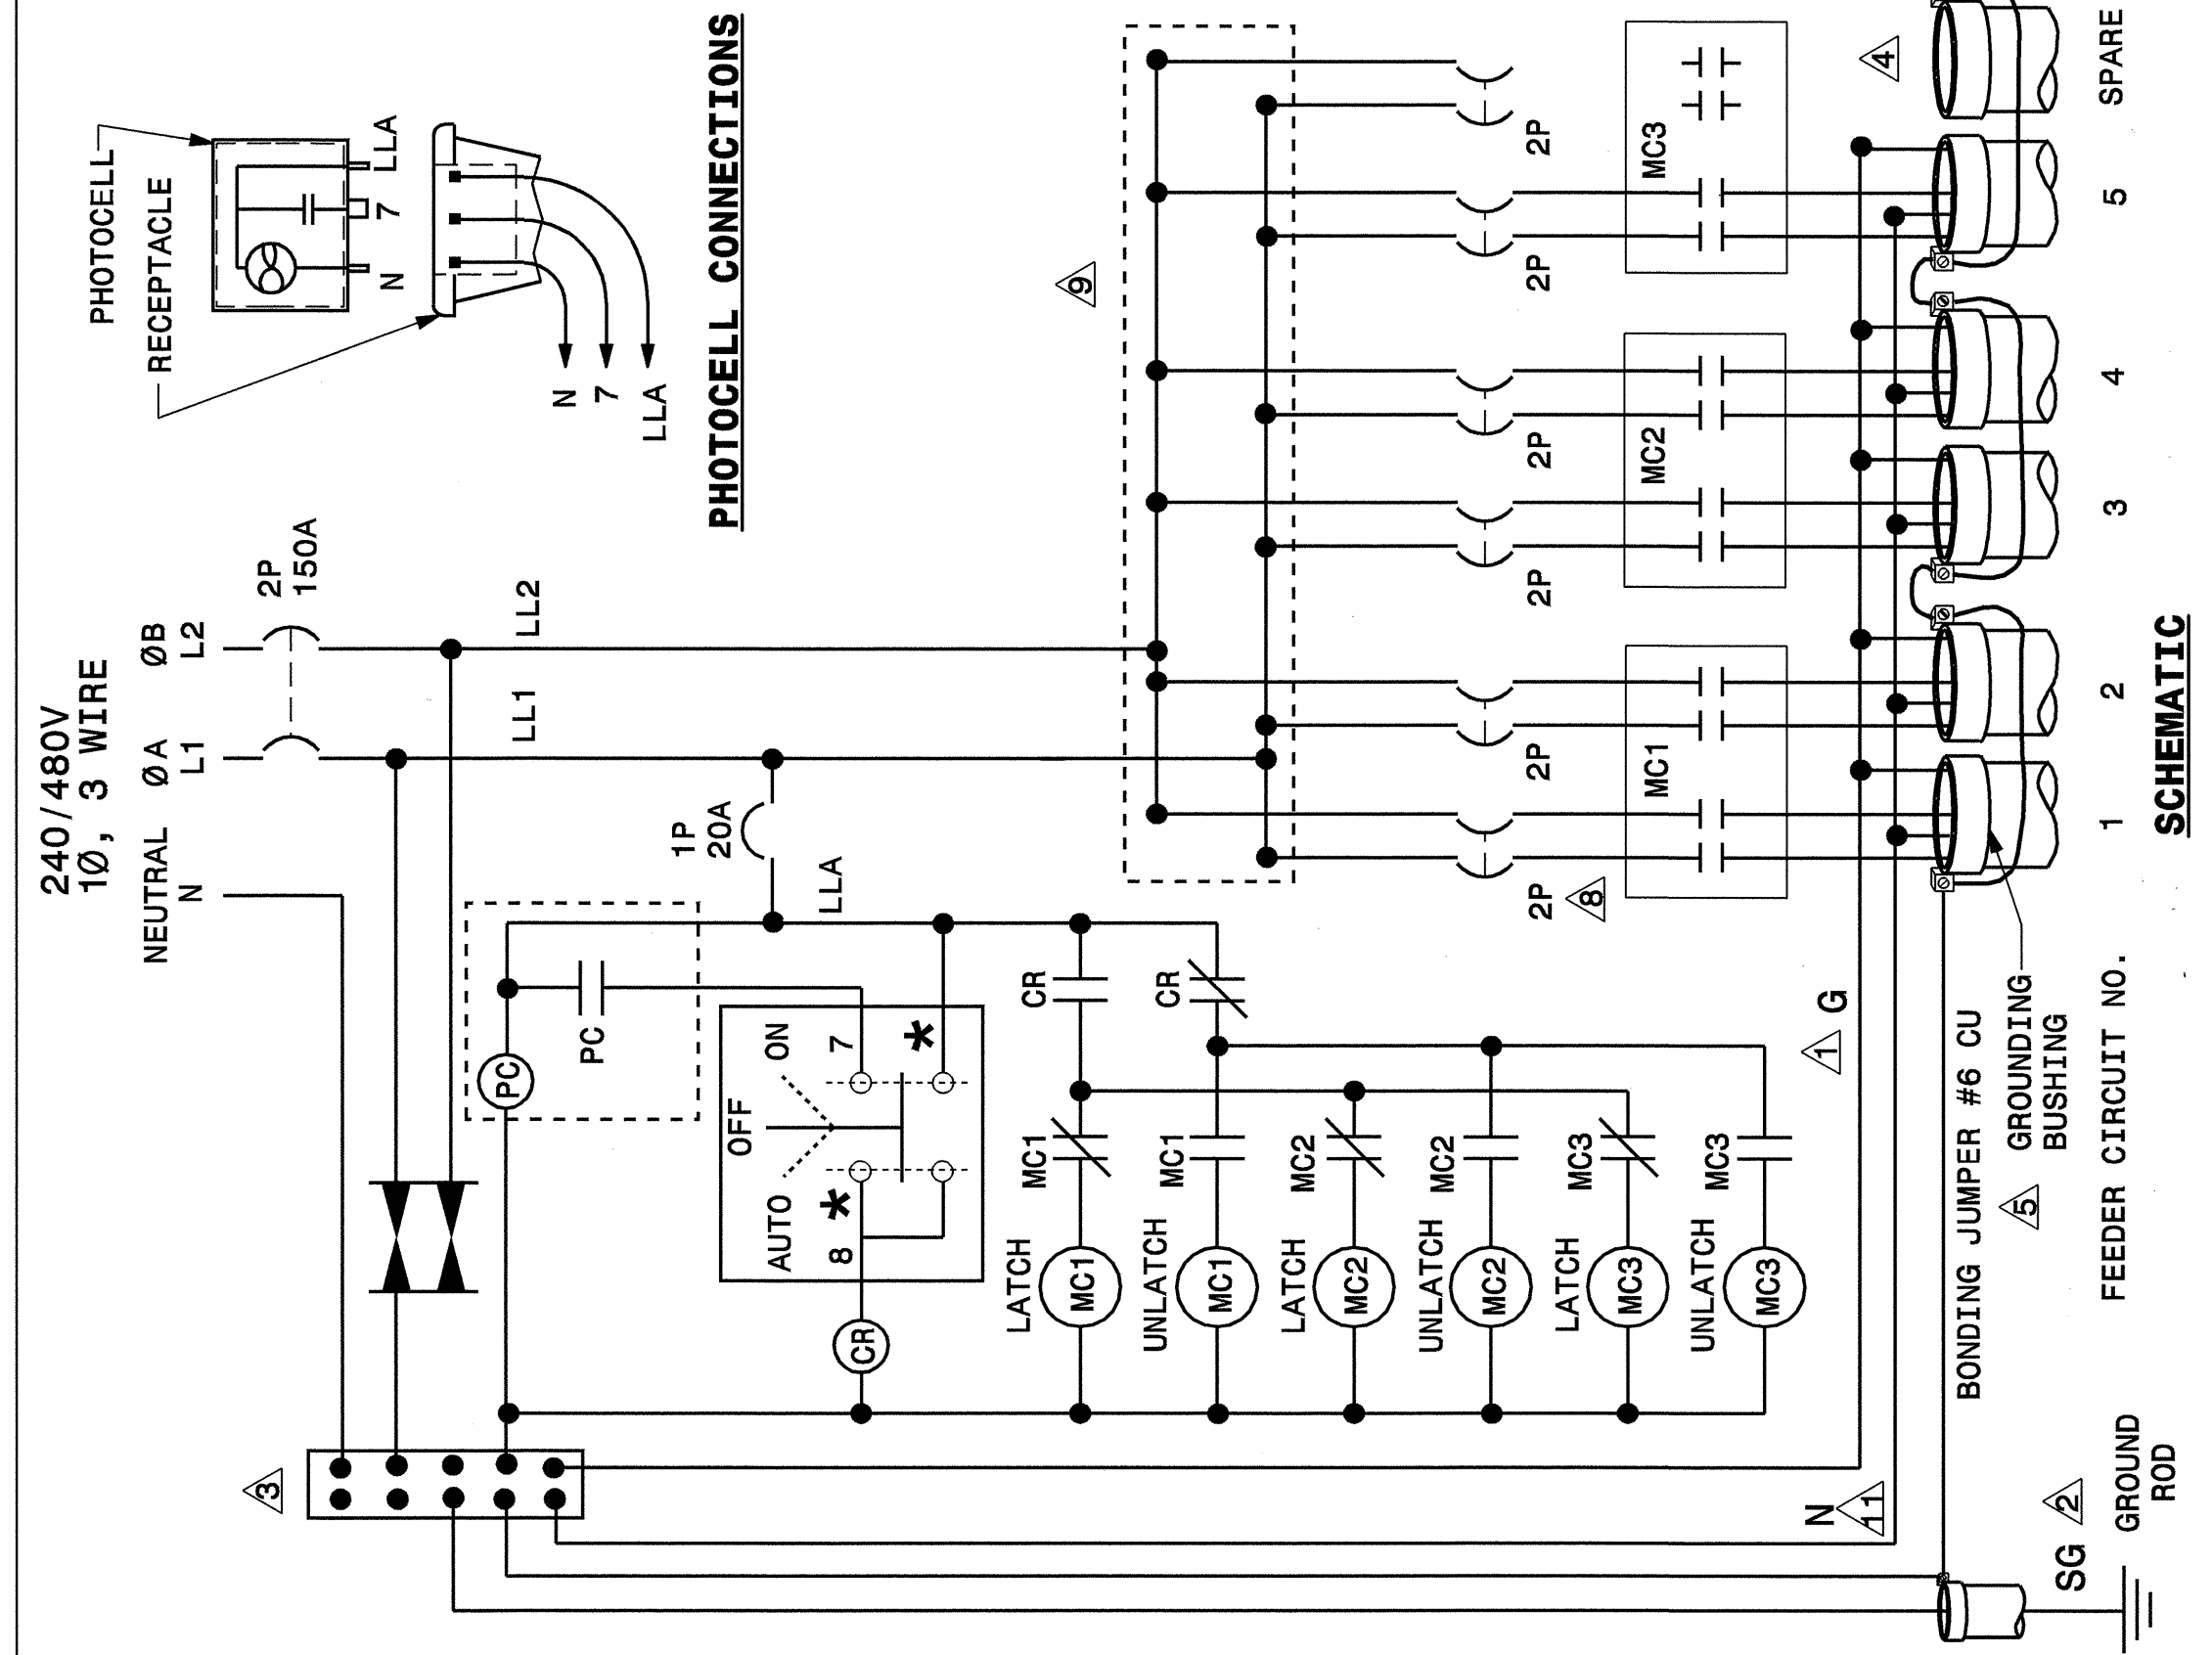 240/480V
1Ø, 3 WIRE
NEUTRAL
N
ØA
L1
ØB
L2
2P
150A
LL1
LL2
PHOTOCELL
RECEPTACLE
N
7
LLA
N
7
LLA
PHOTOCELL CONNECTIONS
3
1P
20A
LLA
PC
PC
AUTO
OFF
ON
7
*
8
*
CR
CR
CR
LATCH
MC1
MC1
UNLATCH
MC1
MC1
LATCH
MC2
MC2
UNLATCH
MC2
MC2
LATCH
MC3
MC3
UNLATCH
MC3
MC3
9
2P
8
2P
2P
2P
2P
2P
MC1
MC2
MC3
1
G
N
11
4
BONDING JUMPER #6 CU
5
GROUNDING
BUSHING
SG
2
GROUND
ROD
FEEDER CIRCUIT NO.
1
2
3
4
5
SPARE
SCHEMATIC